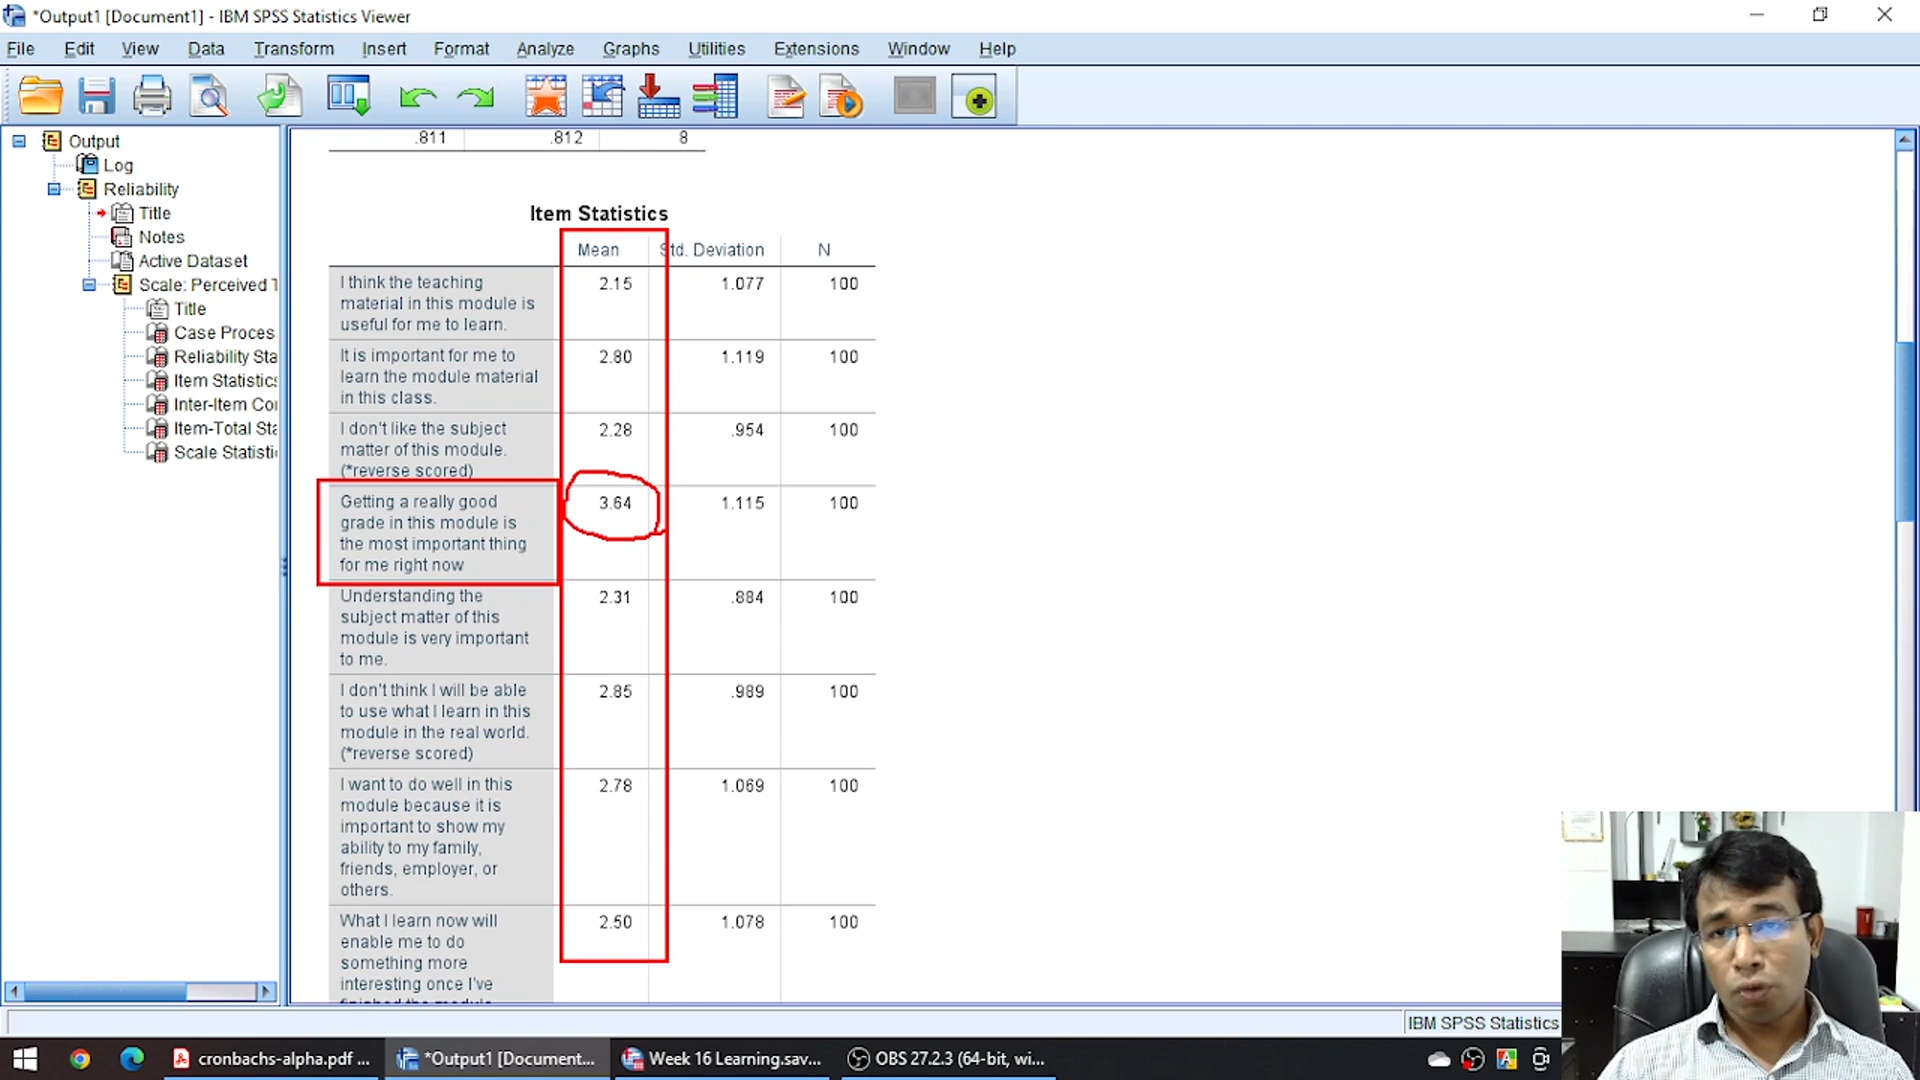 *Output1 [Document1] - IBM SPSS Statistics Viewer
File Edit View Data Transform Insert Format Analyze Graphs Utilities Extensions Window Help
Output
Log
Reliability
Title
Notes
Active Dataset
Scale: Perceived T
Title
Case Proces
Reliability Sta
Item Statistics
Inter-Item Cor
Item-Total Sta
Scale Statisti
.811 .812 8
Item Statistics
Mean Std. Deviation N
I think the teaching
material in this module is
useful for me to learn.
2.15 1.077 100
It is important for me to
learn the module material
in this class.
2.80 1.119 100
I don't like the subject
matter of this module.
(*reverse scored)
2.28 .954 100
Getting a really good
grade in this module is
the most important thing
for me right now
3.64 1.115 100
Understanding the
subject matter of this
module is very important
to me.
2.31 .884 100
I don't think I will be able
to use what I learn in this
module in the real world.
(*reverse scored)
2.85 .989 100
I want to do well in this
module because it is
important to show my
ability to my family,
friends, employer, or
others.
2.78 1.069 100
What I learn now will
enable me to do
something more
interesting once I've
finished the module
2.50 1.078 100
IBM SPSS Statistics
cronbachs-alpha.pdf ...
*Output1 [Document...
Week 16 Learning.sav...
OBS 27.2.3 (64-bit, wi...